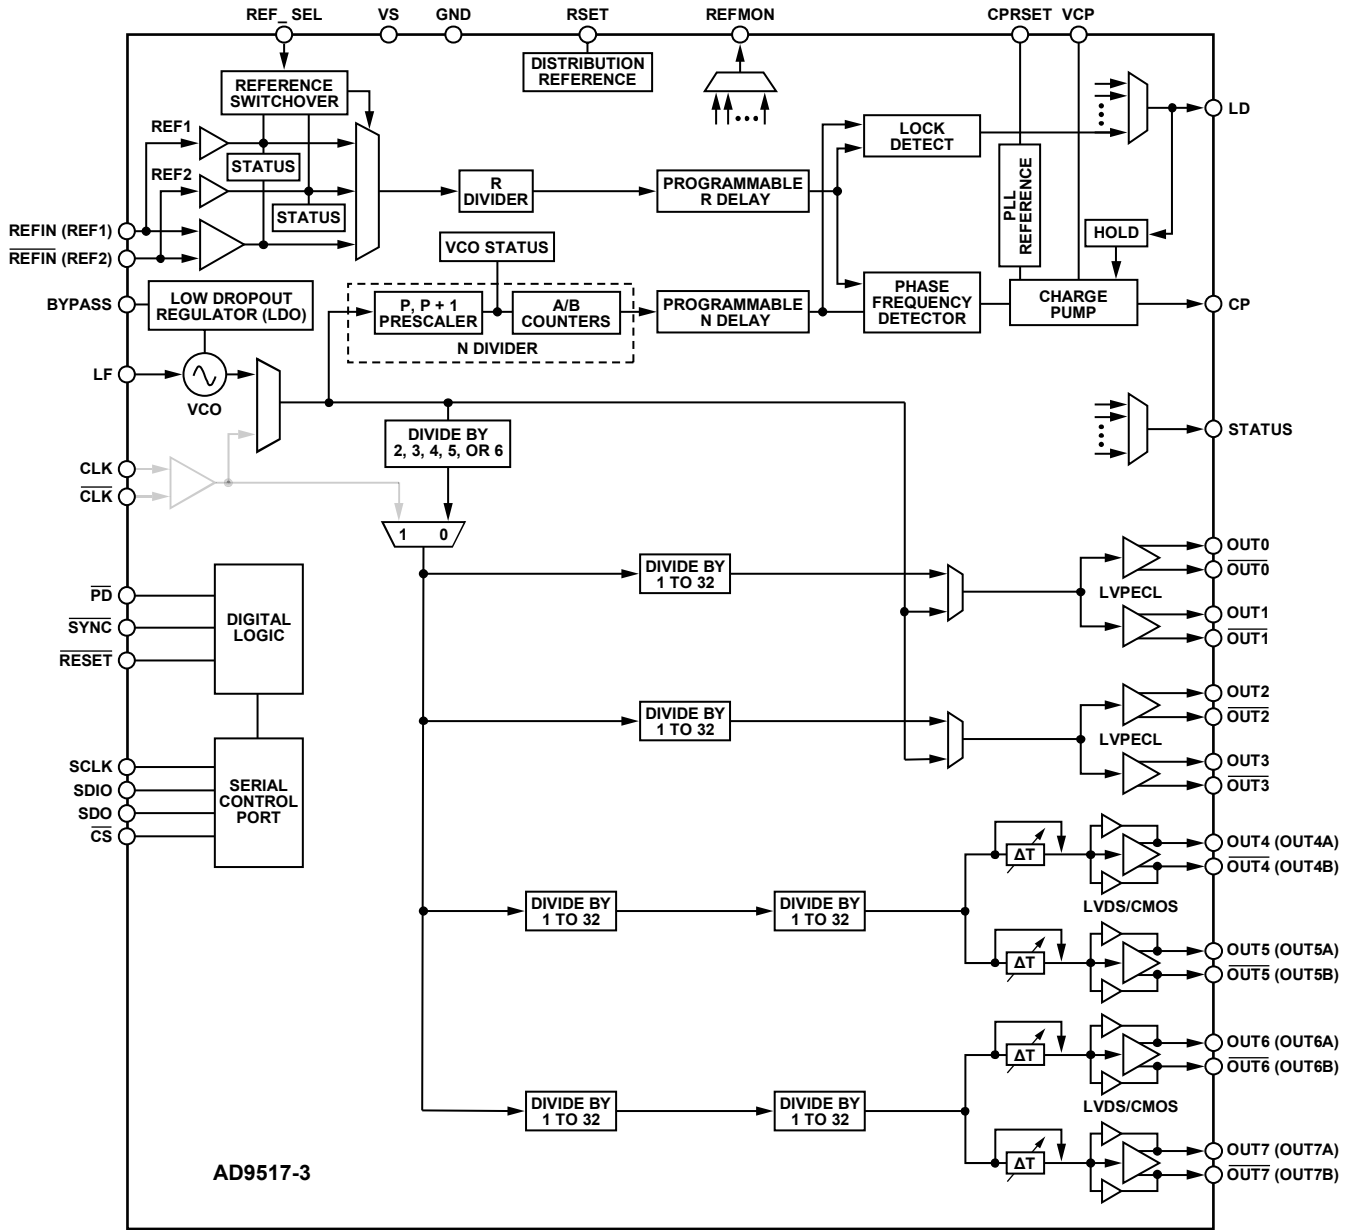 REF_ SEL VS GND RSET REFMON CPRSET VCP
DISTRIBUTION
REFERENCE
REFERENCE
SWITCHOVER
REF1
STATUS
REF2
STATUS
R
DIVIDER
PROGRAMMABLE
R DELAY
LOCK
DETECT
LD
PLL
REFERENCE
HOLD
REFIN (REF1)
REFIN (REF2)
VCO STATUS
BYPASS
LOW DROPOUT
REGULATOR (LDO)
P, P + 1
PRESCALER
A/B
COUNTERS
N DIVIDER
PROGRAMMABLE
N DELAY
PHASE
FREQUENCY
DETECTOR
CHARGE
PUMP
CP
LF
VCO
STATUS
DIVIDE BY
2, 3, 4, 5, OR 6
CLK
CLK
1 0
DIVIDE BY
1 TO 32
LVPECL
OUT0
OUT0
OUT1
OUT1
PD
SYNC
RESET
DIGITAL
LOGIC
DIVIDE BY
1 TO 32
LVPECL
OUT2
OUT2
OUT3
OUT3
SCLK
SDIO
SDO
CS
SERIAL
CONTROL
PORT
DIVIDE BY
1 TO 32
DIVIDE BY
1 TO 32
ΔT
OUT4 (OUT4A)
OUT4 (OUT4B)
LVDS/CMOS
ΔT
OUT5 (OUT5A)
OUT5 (OUT5B)
DIVIDE BY
1 TO 32
DIVIDE BY
1 TO 32
ΔT
OUT6 (OUT6A)
OUT6 (OUT6B)
LVDS/CMOS
ΔT
OUT7 (OUT7A)
OUT7 (OUT7B)
AD9517-3